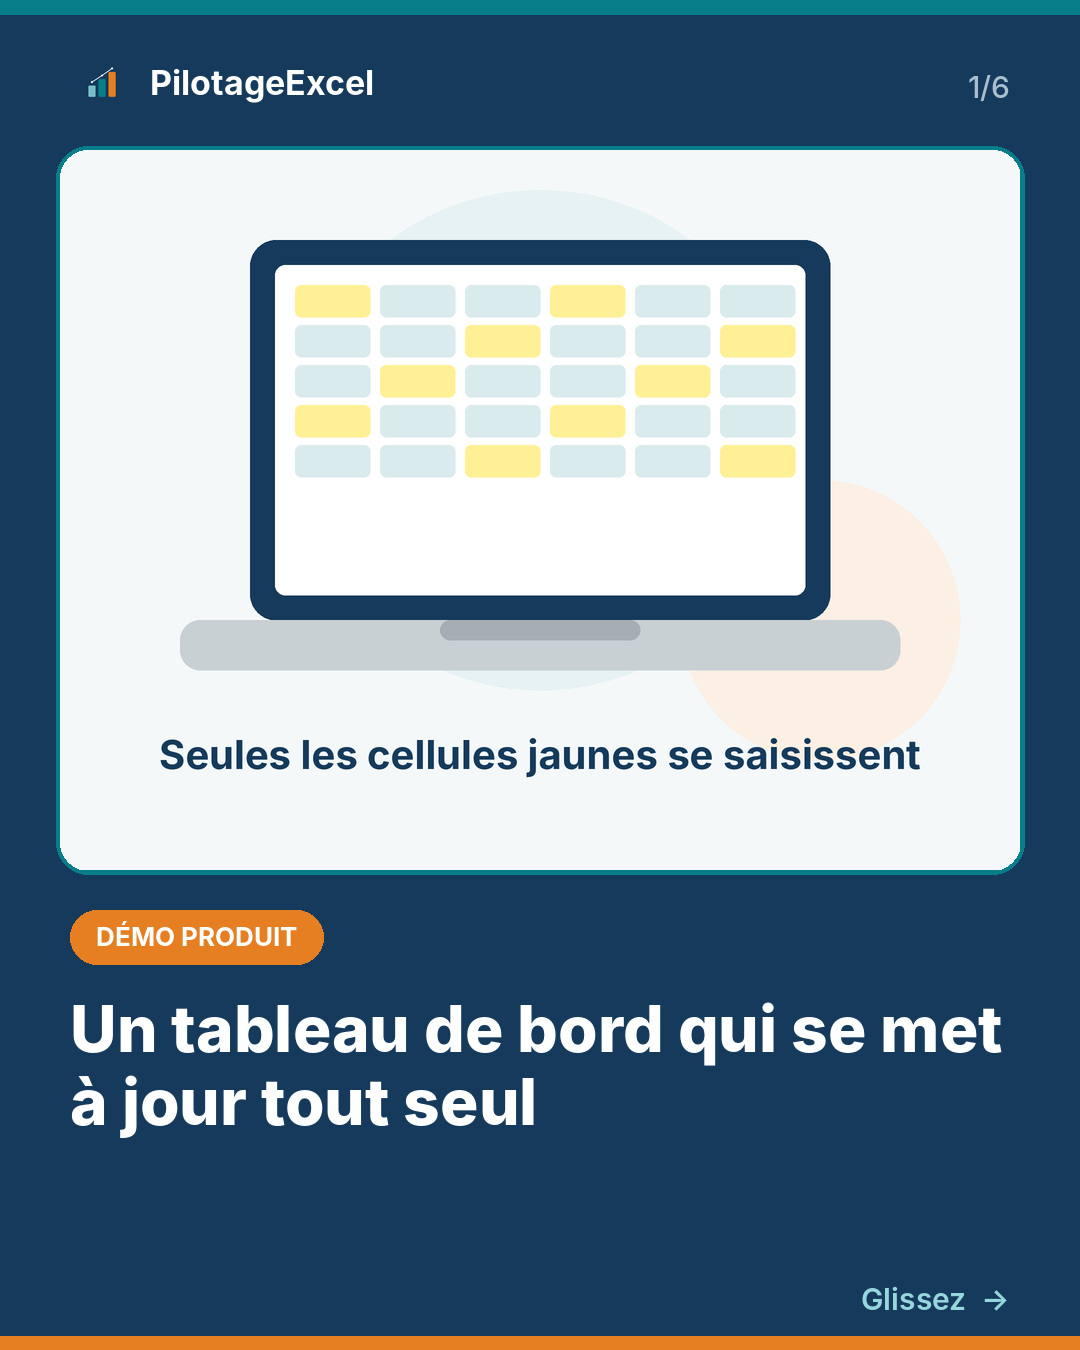 PilotageExcel
1/6
Seules les cellules jaunes se saisissent
DÉMO PRODUIT
Un tableau de bord qui se met
à jour tout seul
Glissez →